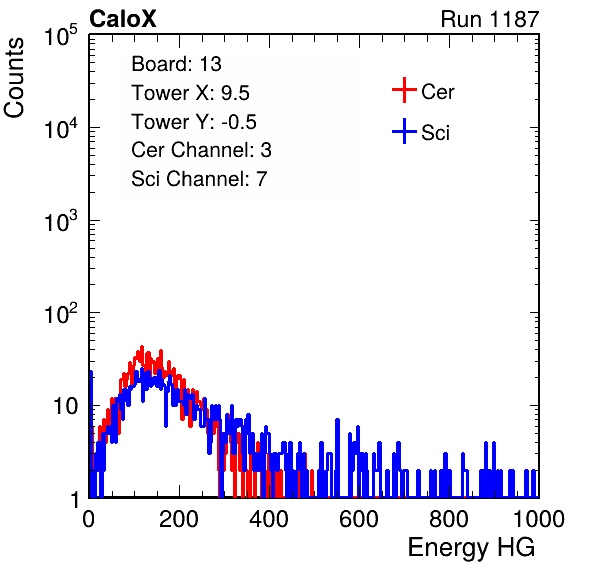 CaloX Run 1187
Counts
Board: 13
Tower X: 9.5
Tower Y: -0.5
Cer Channel: 3
Sci Channel: 7
Cer
Sci
10^5
10^4
10^3
10^2
10
1
0 200 400 600 800 1000
Energy HG